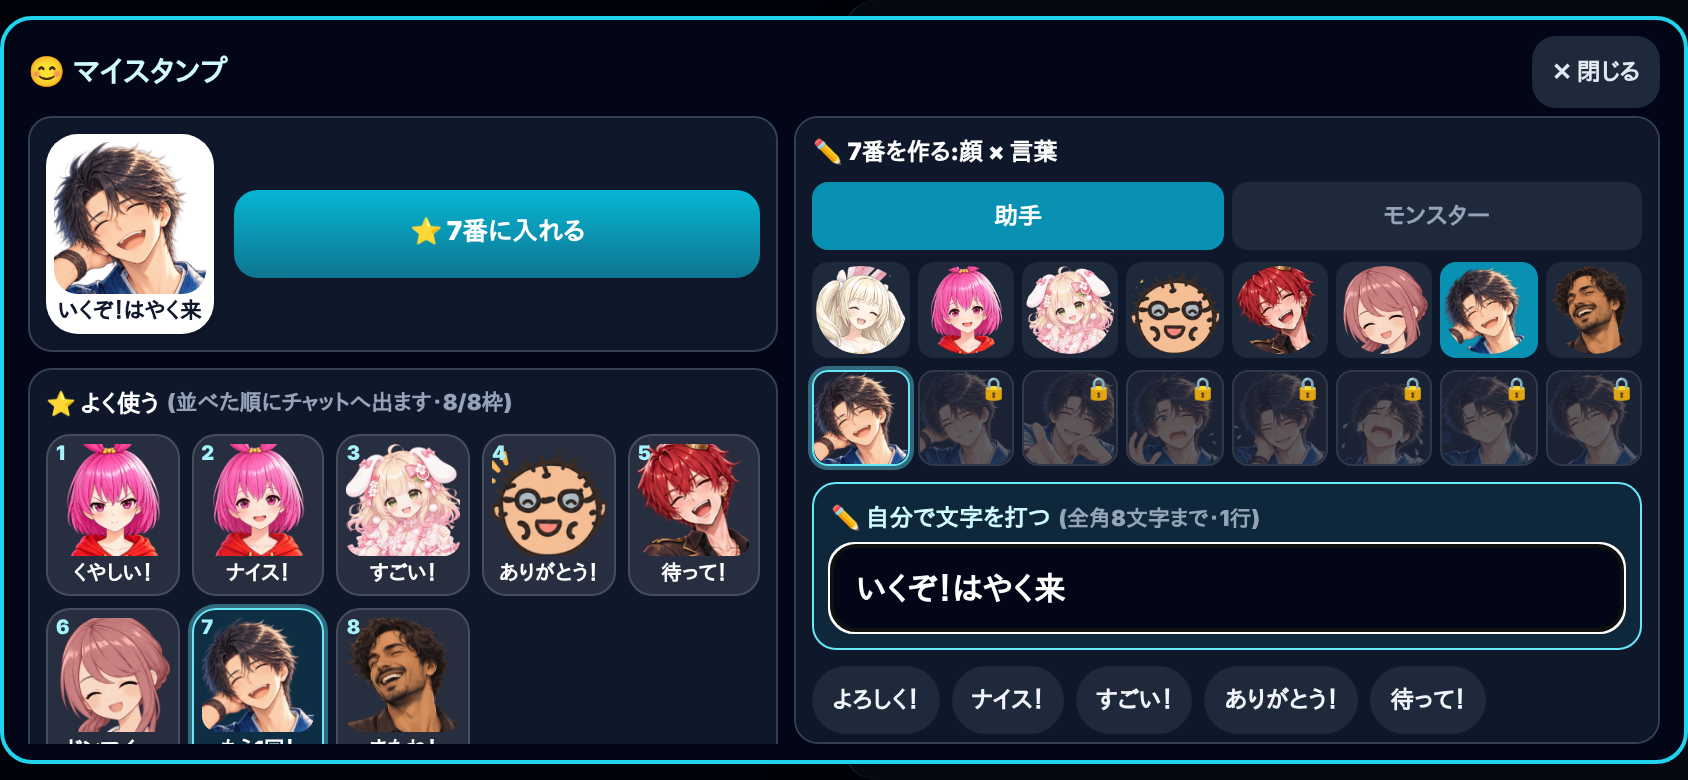 マイスタンプ
✕ 閉じる
いくぞ!はやく来
7番に入れる
よく使う (並べた順にチャットへ出ます・8/8枠)
1
2
3
4
5
くやしい!
ナイス!
すごい!
ありがとう!
待って!
6
7
8
7番を作る:顔 × 言葉
助手
モンスター
自分で文字を打つ (全角8文字まで・1行)
いくぞ!はやく来
よろしく!
ナイス!
すごい!
ありがとう!
待って!